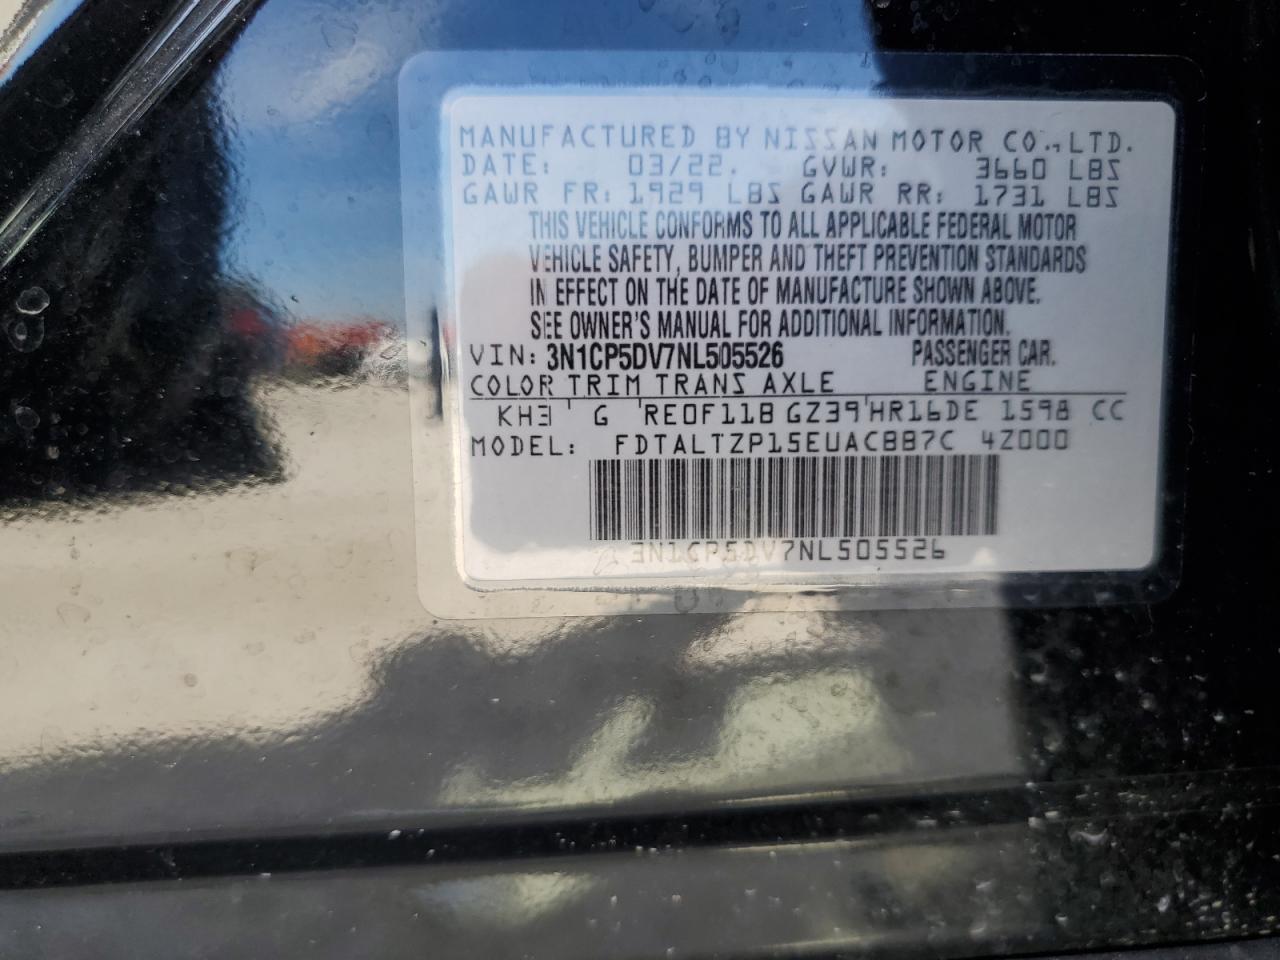 MANUFACTURED BY NISSAN MOTOR CO.,LTD.
DATE: 03/22. GVWR: 3660 LBS
GAWR FR: 1929 LBS GAWR RR: 1731 LBS
THIS VEHICLE CONFORMS TO ALL APPLICABLE FEDERAL MOTOR
VEHICLE SAFETY, BUMPER AND THEFT PREVENTION STANDARDS
IN EFFECT ON THE DATE OF MANUFACTURE SHOWN ABOVE.
SEE OWNER'S MANUAL FOR ADDITIONAL INFORMATION.
VIN: 3N1CP5DV7NL505526 PASSENGER CAR.
COLOR TRIM TRANS AXLE ENGINE
KH3 G RE0F11B GZ39 HR16DE 1598 CC
MODEL: FDTALTZP15EUAC8B7C 4Z000
3N1CP5DV7NL505526